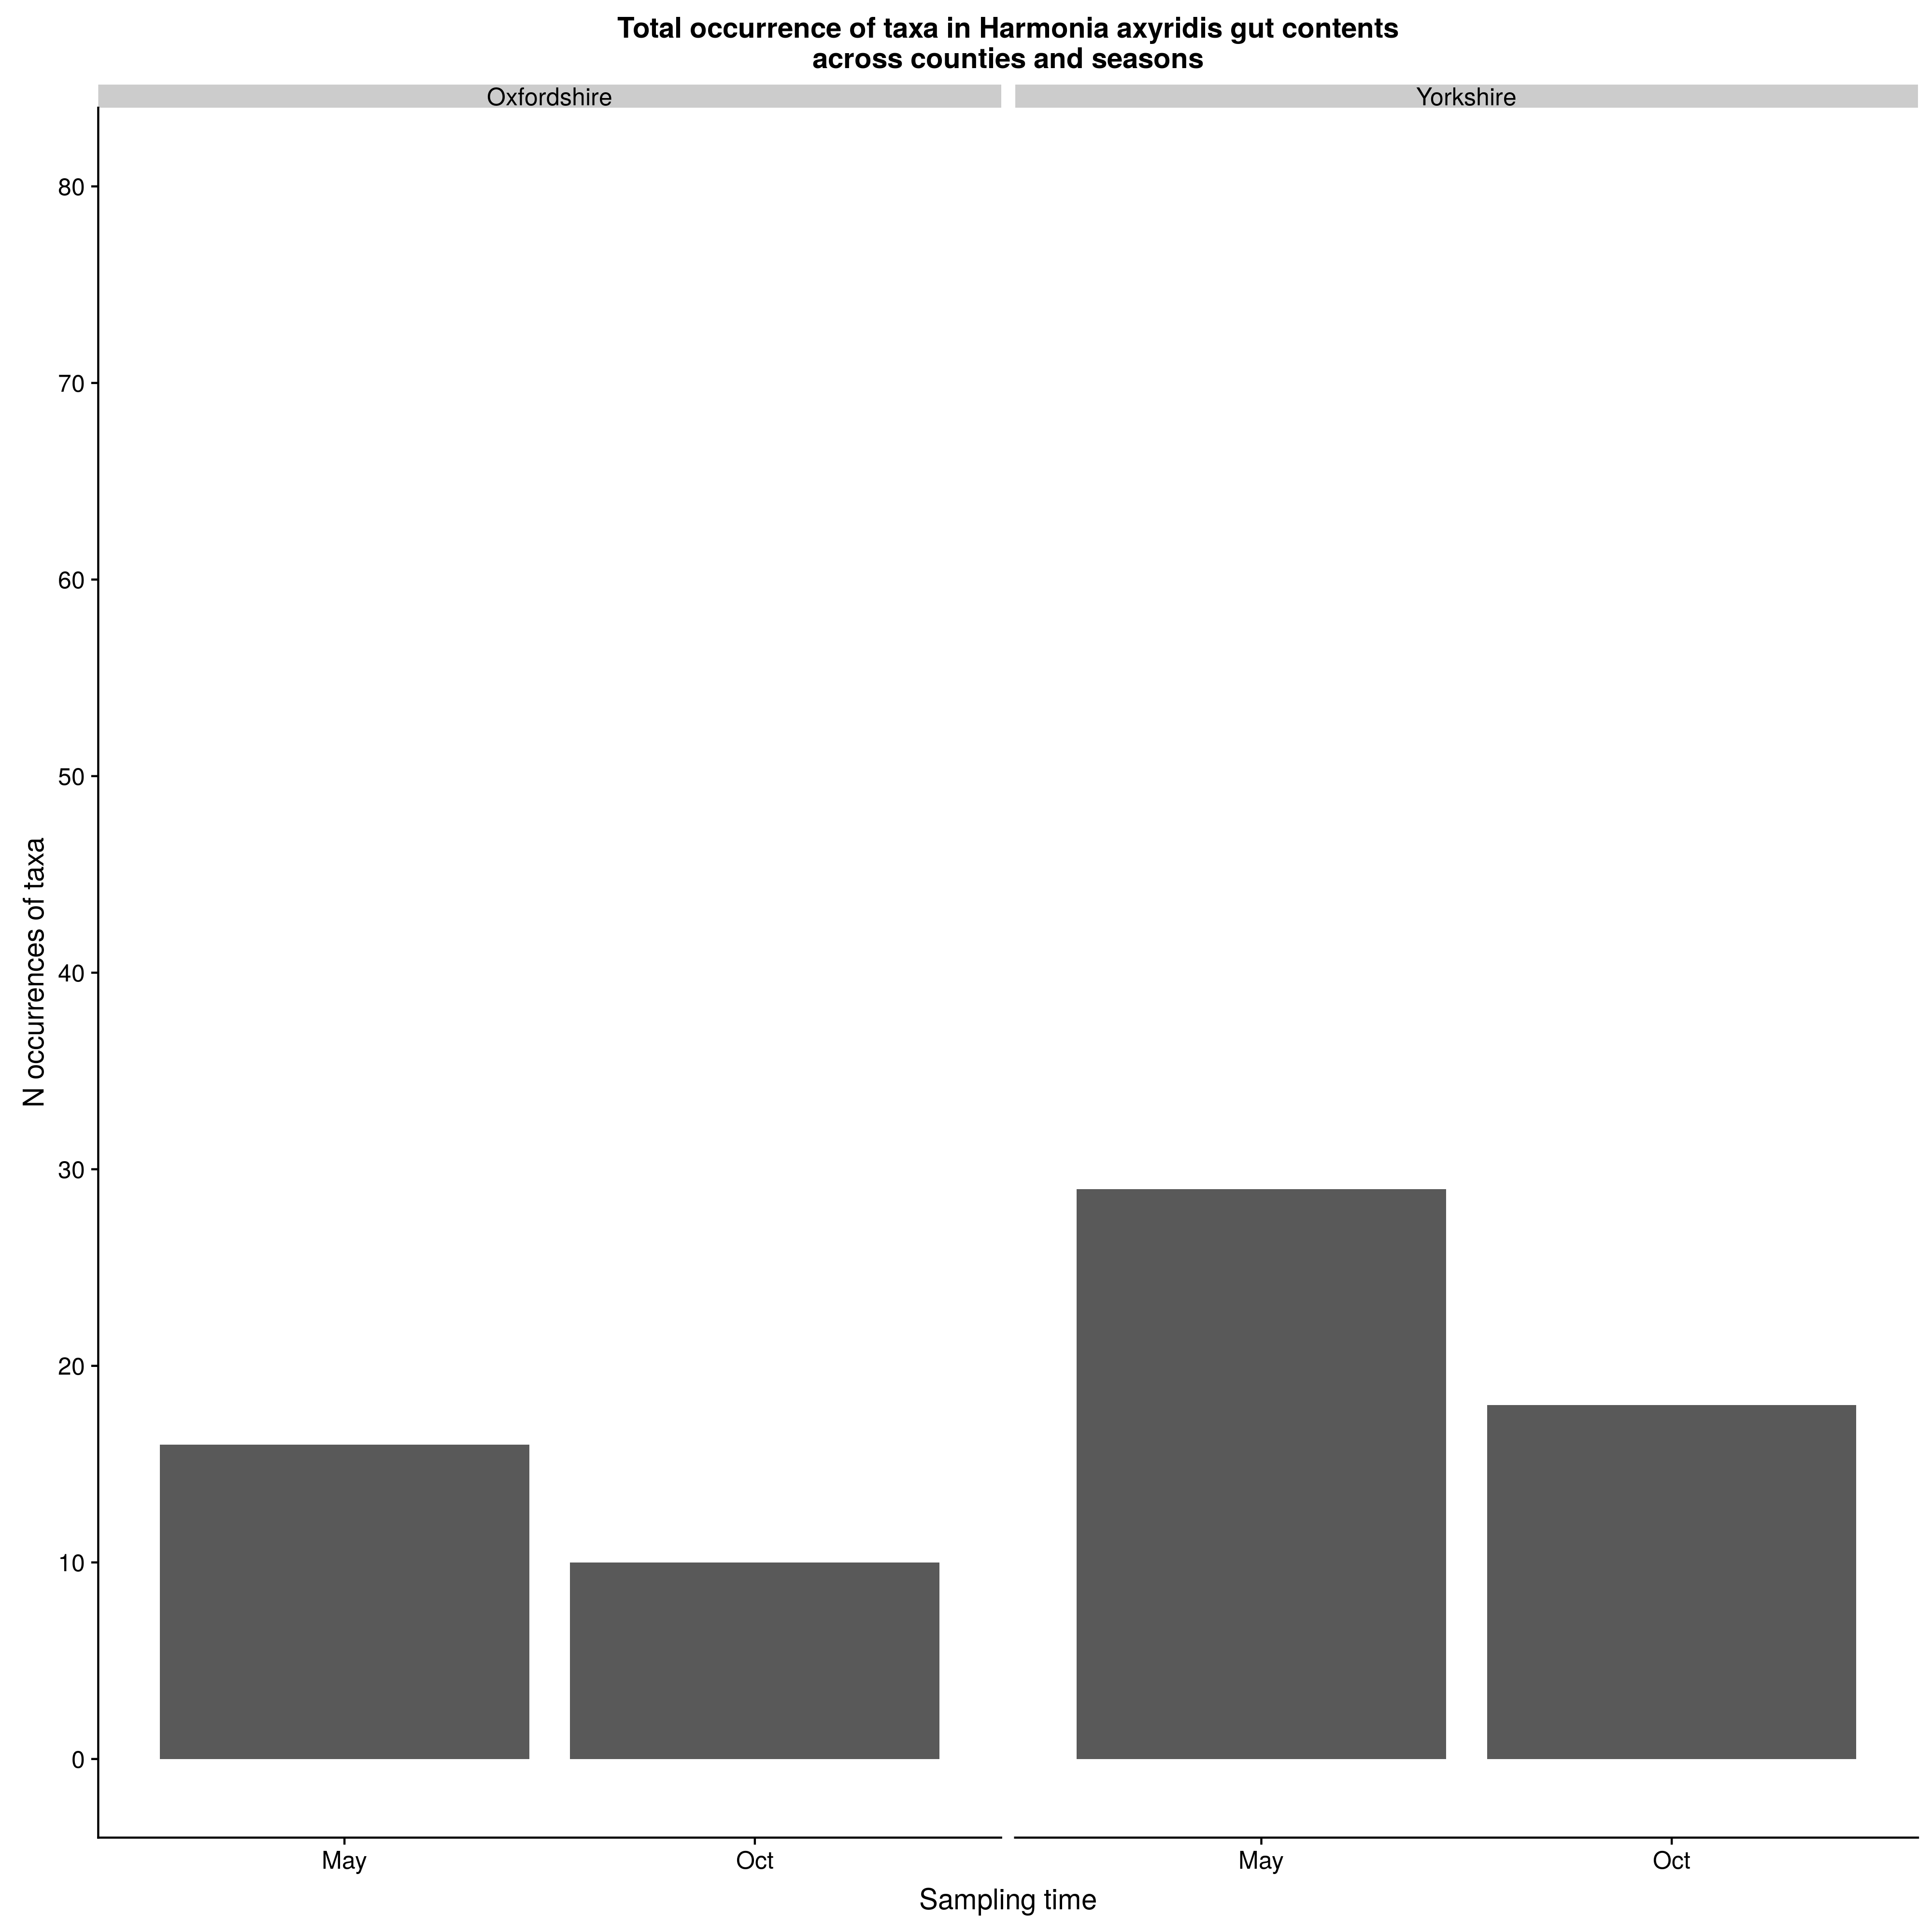 Total occurrence of taxa in Harmonia axyridis gut contents
across counties and seasons
Oxfordshire
Yorkshire
N occurrences of taxa
80
70
60
50
40
30
20
10
0
May
Oct
May
Oct
Sampling time